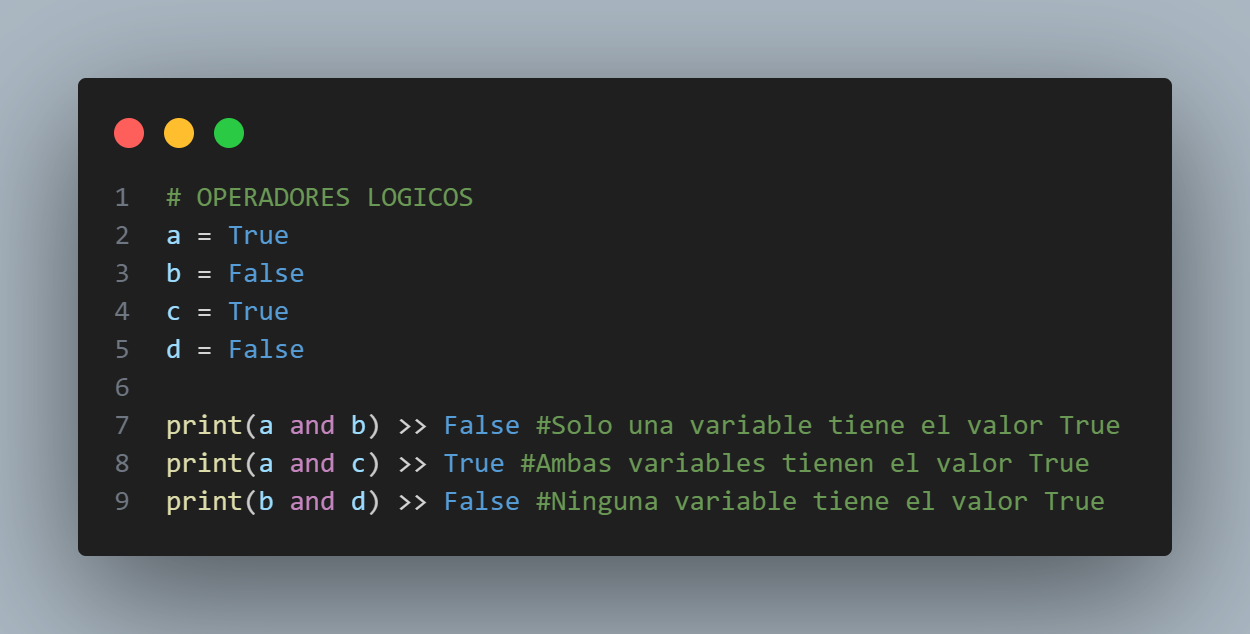 1 # OPERADORES LOGICOS
2 a = True
3 b = False
4 c = True
5 d = False
6
7 print(a and b) >> False #Solo una variable tiene el valor True
8 print(a and c) >> True #Ambas variables tienen el valor True
9 print(b and d) >> False #Ninguna variable tiene el valor True